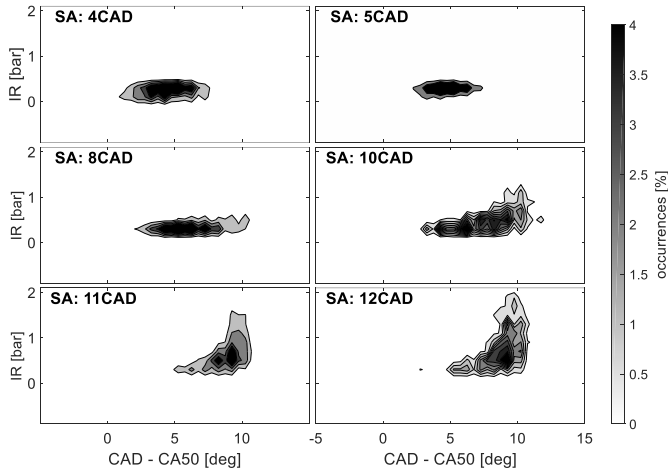 SA: 4CAD
SA: 5CAD
2
1
0
IR [bar]
SA: 8CAD
SA: 10CAD
2
1
0
IR [bar]
SA: 11CAD
SA: 12CAD
2
1
0
IR [bar]
0 5 10 -5 0 5 10 15
CAD - CA50 [deg]
CAD - CA50 [deg]
4
3.5
3
2.5
2
1.5
1
0.5
0
occurrences [%]